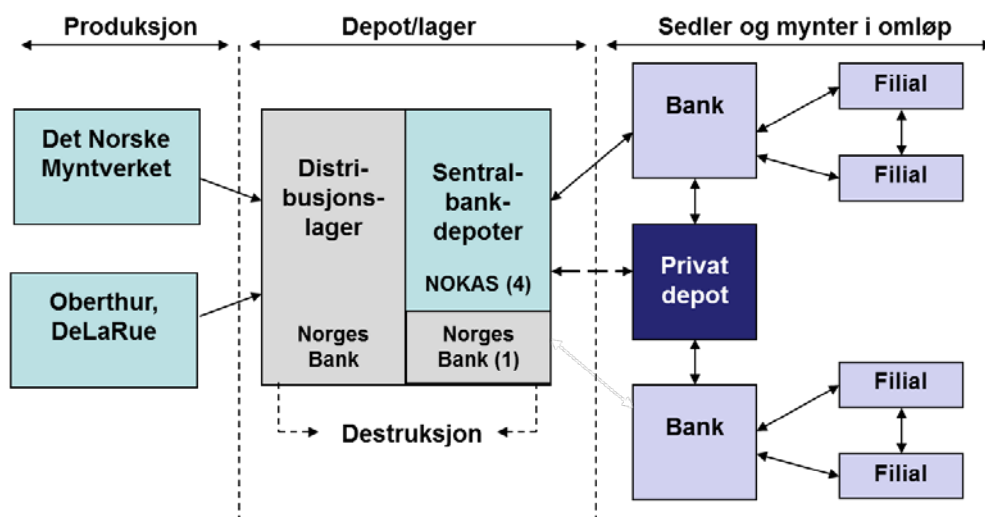 Produksjon
Depot/lager
Sedler og mynter i omløp
Det Norske
Myntverket
Oberthur,
DeLaRue
Distri-
busjons-
lager
Norges
Bank
Sentral-
bank-
depoter
NOKAS (4)
Norges
Bank (1)
Destruksjon
Bank
Filial
Filial
Privat
depot
Bank
Filial
Filial